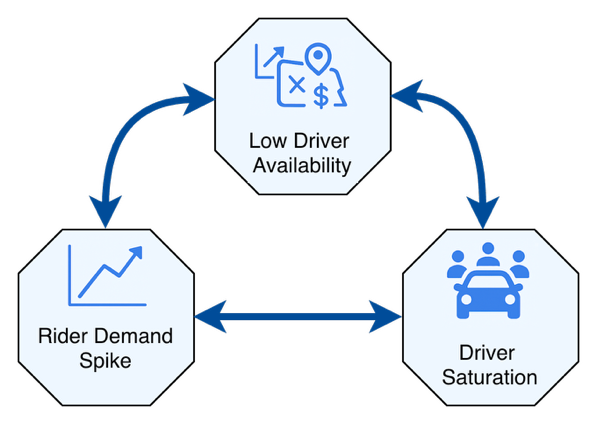 $
Low Driver
Availability
Rider Demand
Spike
Driver
Saturation